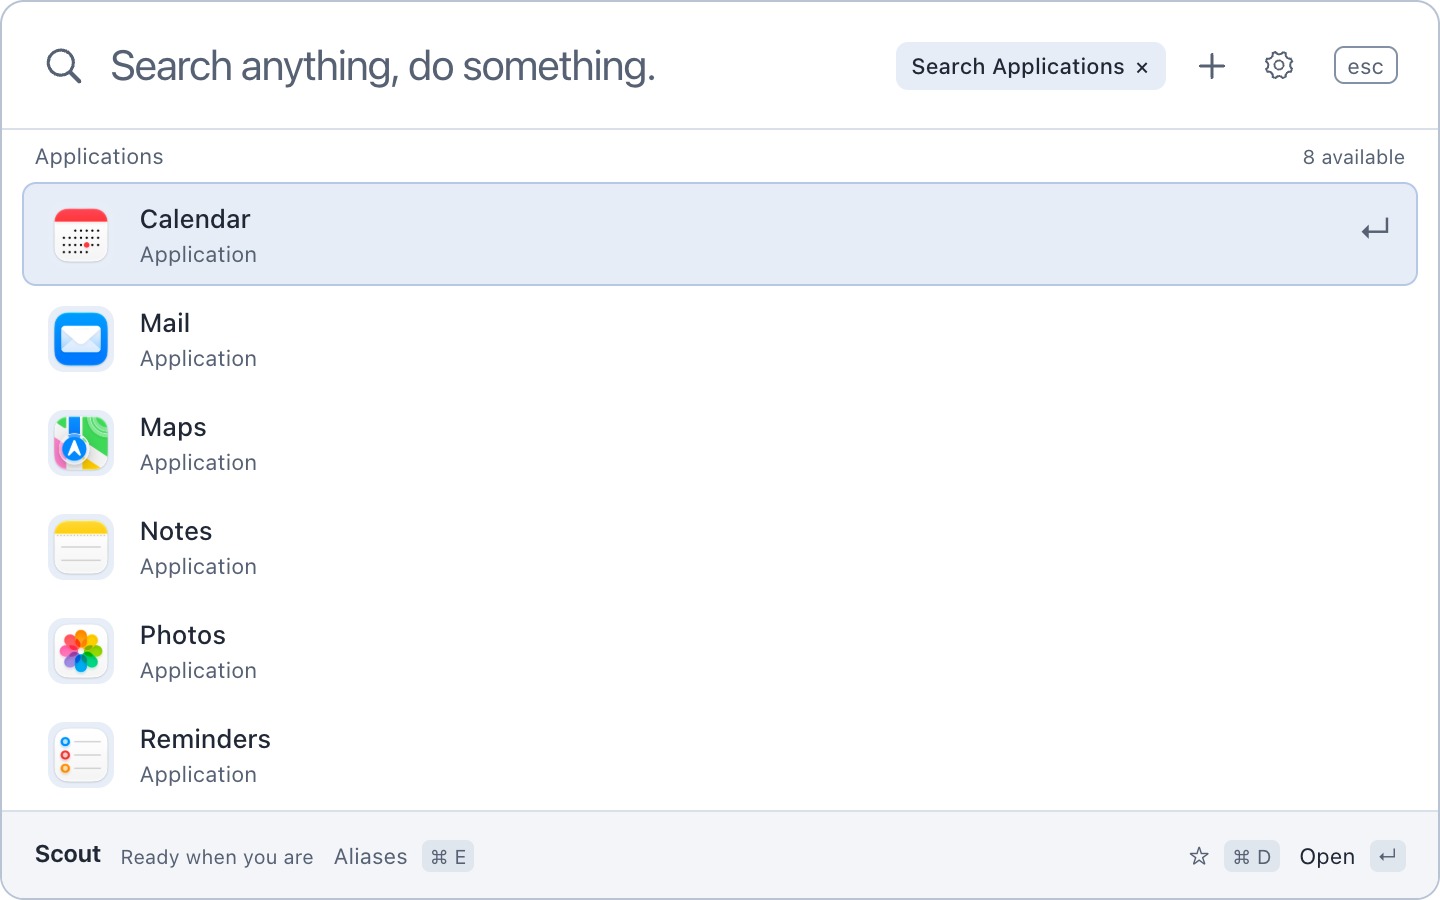 Search anything, do something.
Search Applications ×
esc
Applications
8 available
Calendar
Application
Mail
Application
Maps
Application
Notes
Application
Photos
Application
Reminders
Application
Scout Ready when you are Aliases ⌘ E
⌘ D Open